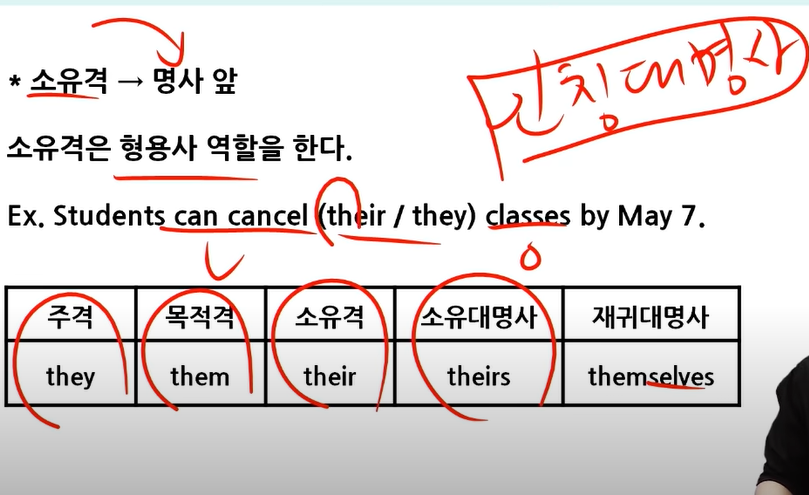 인칭대명사
* 소유격 → 명사 앞
소유격은 형용사 역할을 한다.
Ex. Students can cancel (their / they) classes by May 7.
V
O
주격 목적격 소유격 소유대명사 재귀대명사
they them their theirs themselves